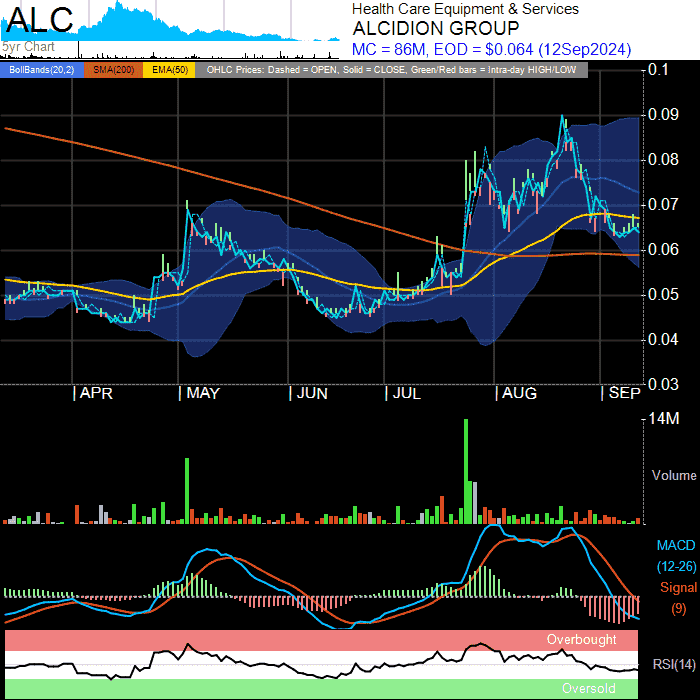 ALC
5yr Chart
Health Care Equipment & Services
ALCIDION GROUP
MC = 86M, EOD = $0.064 (12Sep2024)
BollBands(20,2) SMA(200) EMA(50) OHLC Prices: Dashed = OPEN, Solid = CLOSE, Green/Red bars = Intra-day HIGH/LOW
0.1
0.09
0.08
0.07
0.06
0.05
0.04
0.03
APR MAY JUN JUL AUG SEP
14M
Volume
MACD
(12-26)
Signal
(9)
Overbought
RSI(14)
Oversold